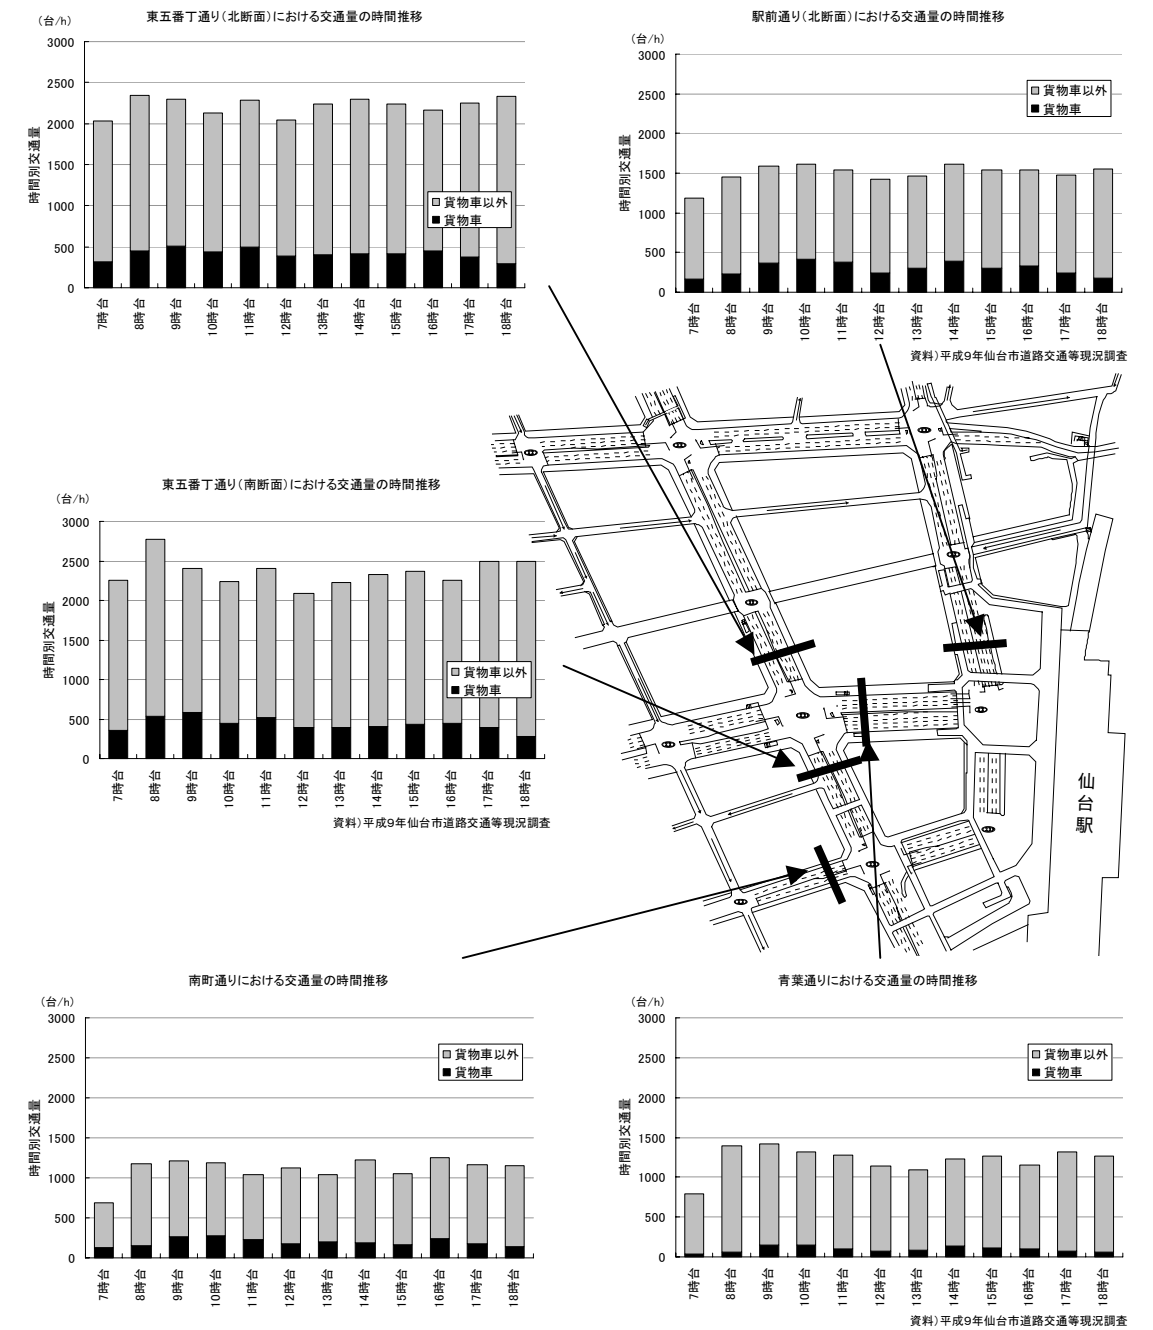 東五番丁通り（北断面）における交通量の時間推移
（台/h）
3000
2500
2000
1500
1000
500
0
時間別交通量
貨物車以外
貨物車
7時台
8時台
9時台
10時台
11時台
12時台
13時台
14時台
15時台
16時台
17時台
18時台
駅前通り（北断面）における交通量の時間推移
（台/h）
3000
2500
2000
1500
1000
500
0
時間別交通量
貨物車以外
貨物車
7時台
8時台
9時台
10時台
11時台
12時台
13時台
14時台
15時台
16時台
17時台
18時台
資料）平成9年仙台市道路交通等現況調査
東五番丁通り（南断面）における交通量の時間推移
（台/h）
3000
2500
2000
1500
1000
500
0
時間別交通量
貨物車以外
貨物車
7時台
8時台
9時台
10時台
11時台
12時台
13時台
14時台
15時台
16時台
17時台
18時台
資料）平成9年仙台市道路交通等現況調査
仙台駅
南町通りにおける交通量の時間推移
（台/h）
3000
2500
2000
1500
1000
500
0
時間別交通量
貨物車以外
貨物車
7時台
8時台
9時台
10時台
11時台
12時台
13時台
14時台
15時台
16時台
17時台
18時台
青葉通りにおける交通量の時間推移
（台/h）
3000
2500
2000
1500
1000
500
0
時間別交通量
貨物車以外
貨物車
7時台
8時台
9時台
10時台
11時台
12時台
13時台
14時台
15時台
16時台
17時台
18時台
資料）平成9年仙台市道路交通等現況調査